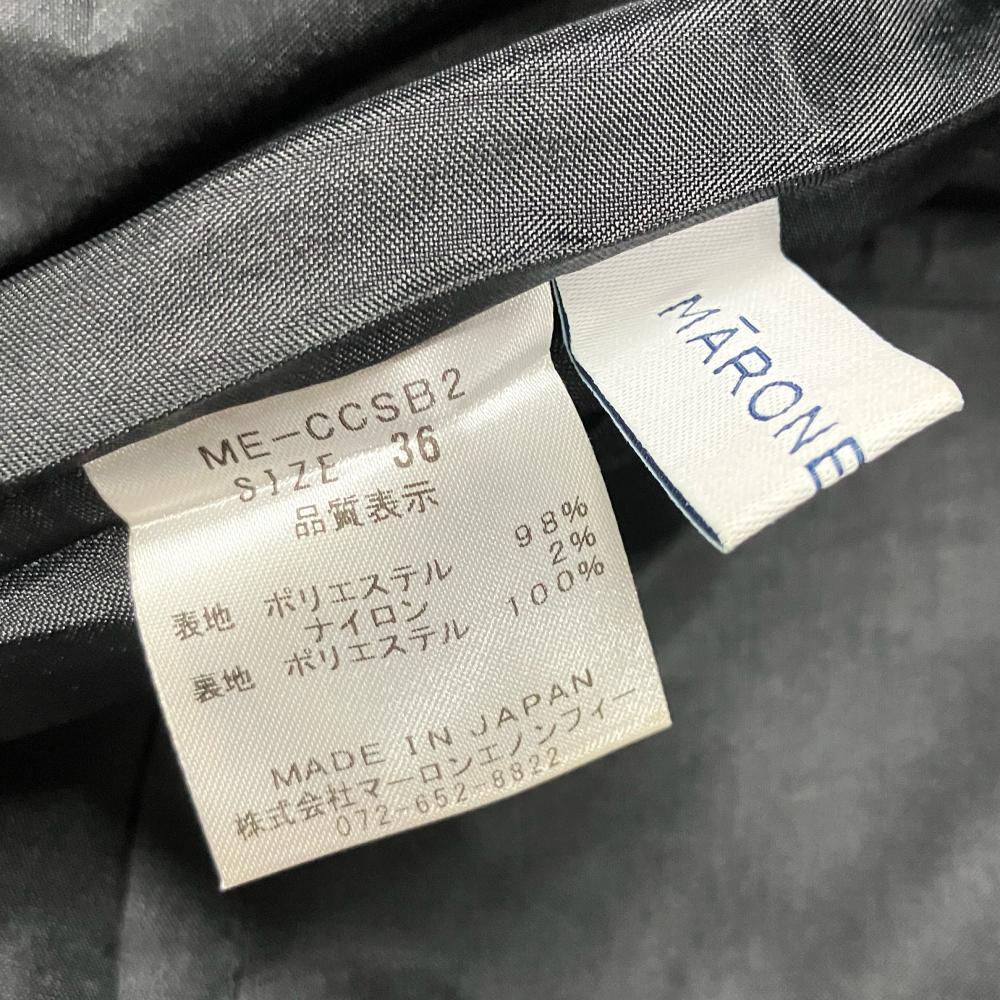 ME-CCSB2
SIZE 36
品質表示
表地 ポリエステル 98%
ナイロン 2%
裏地 ポリエステル 100%
MADE IN JAPAN
株式会社マーロンエノンフィー
072-652-8822
MĀRONE